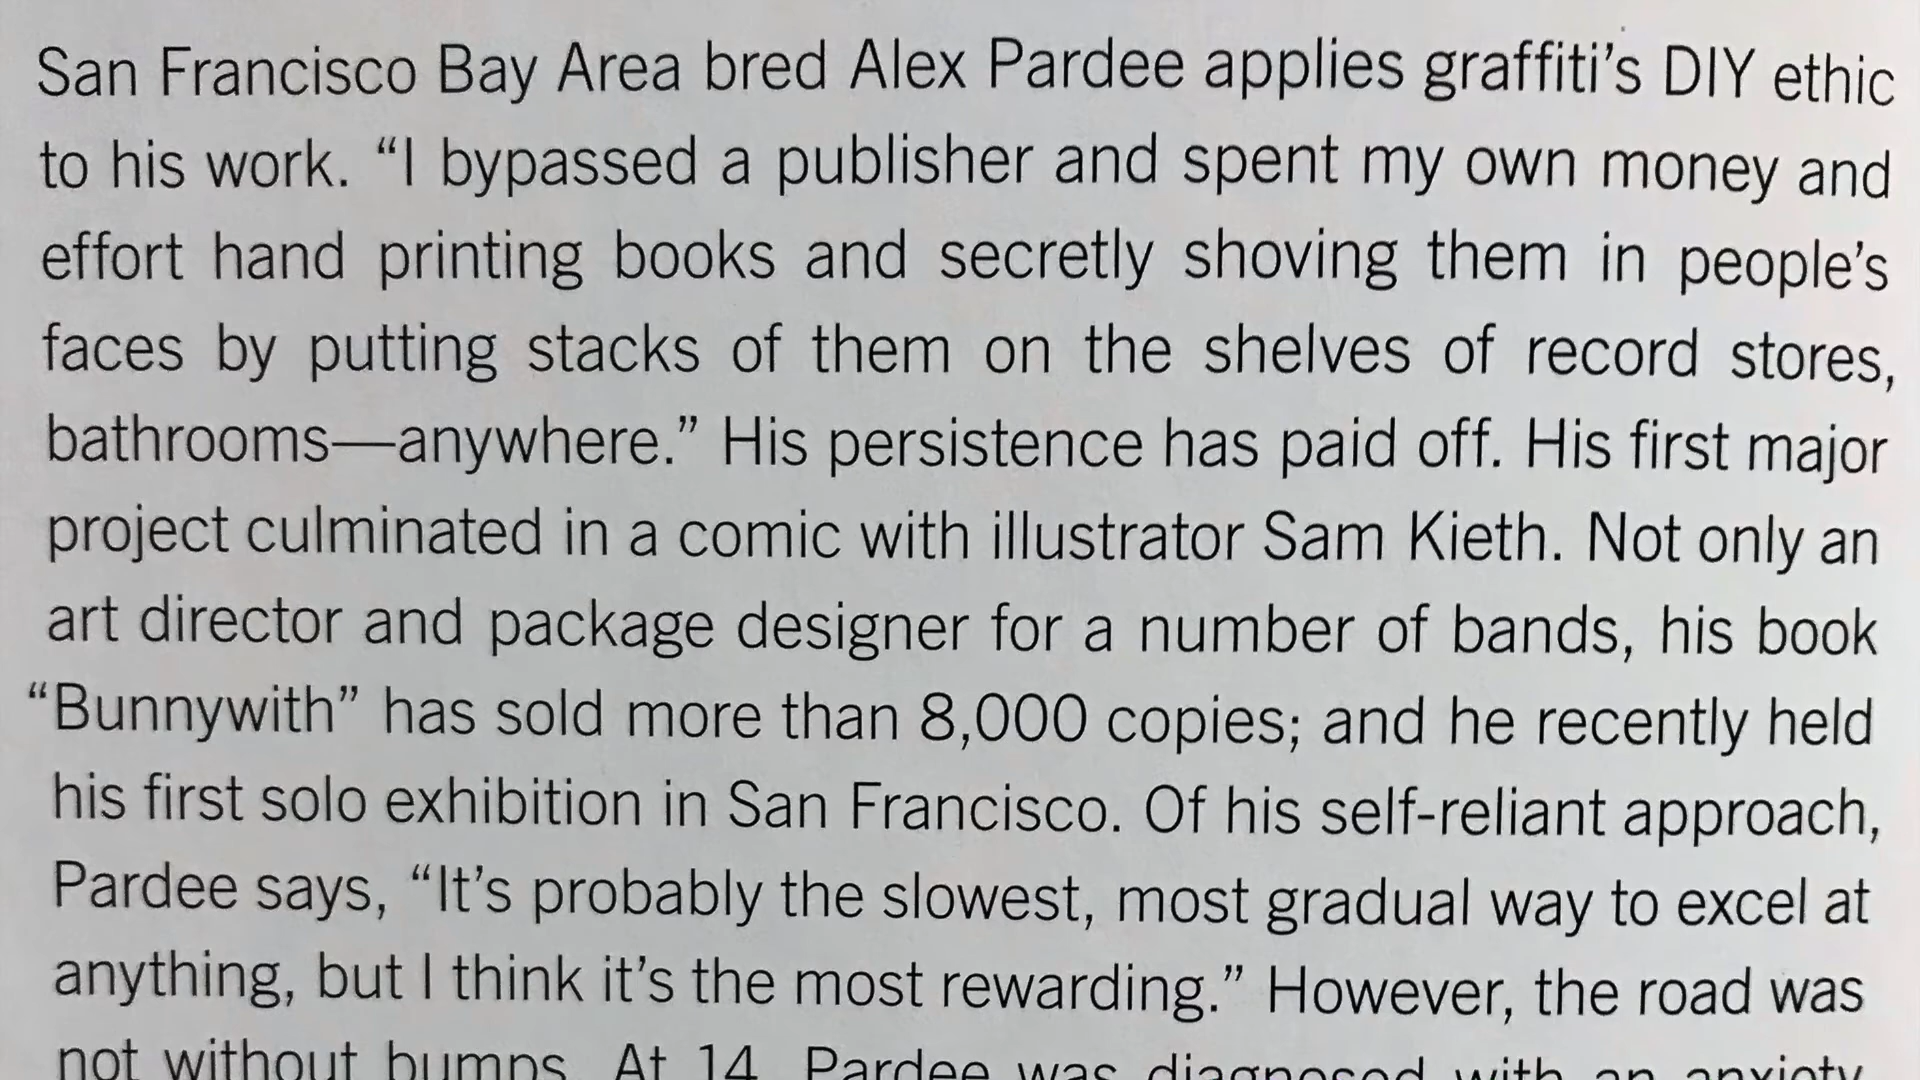 San Francisco Bay Area bred Alex Pardee applies graffiti’s DIY ethic
to his work. “I bypassed a publisher and spent my own money and
effort hand printing books and secretly shoving them in people’s
faces by putting stacks of them on the shelves of record stores,
bathrooms—anywhere.” His persistence has paid off. His first major
project culminated in a comic with illustrator Sam Kieth. Not only an
art director and package designer for a number of bands, his book
“Bunnywith” has sold more than 8,000 copies; and he recently held
his first solo exhibition in San Francisco. Of his self-reliant approach,
Pardee says, “It’s probably the slowest, most gradual way to excel at
anything, but I think it’s the most rewarding.” However, the road was
not without bumps. At 14, Pardee was diagnosed with an anxiety